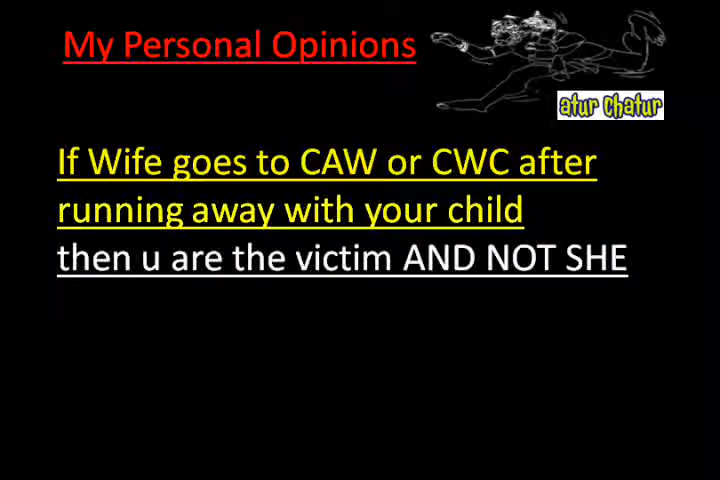 My Personal Opinions
atur chatur
If Wife goes to CAW or CWC after
running away with your child
then u are the victim AND NOT SHE